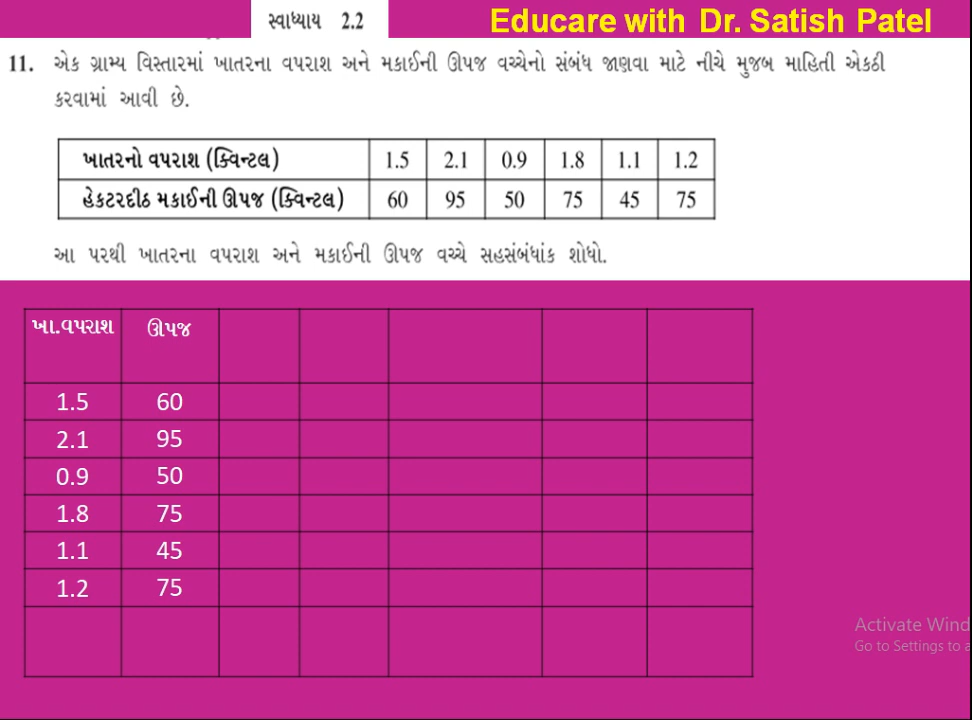 સ્વાધ્યાય 2.2
Educare with Dr. Satish Patel
11. એક ગ્રામ્ય વિસ્તારમાં ખાતરના વપરાશ અને મકાઈની ઊપજ વચ્ચેનો સંબંધ જાણવા માટે નીચે મુજબ માહિતી એકઠી
કરવામાં આવી છે.
ખાતરનો વપરાશ (ક્વિન્ટલ) 1.5 2.1 0.9 1.8 1.1 1.2
હેક્ટરદીઠ મકાઈની ઊપજ (ક્વિન્ટલ) 60 95 50 75 45 75
આ પરથી ખાતરના વપરાશ અને મકાઈની ઊપજ વચ્ચે સહસંબંધાંક શોધો.
ખા.વપરાશ ઊપજ
1.5 60
2.1 95
0.9 50
1.8 75
1.1 45
1.2 75
Activate Wind
Go to Settings to a